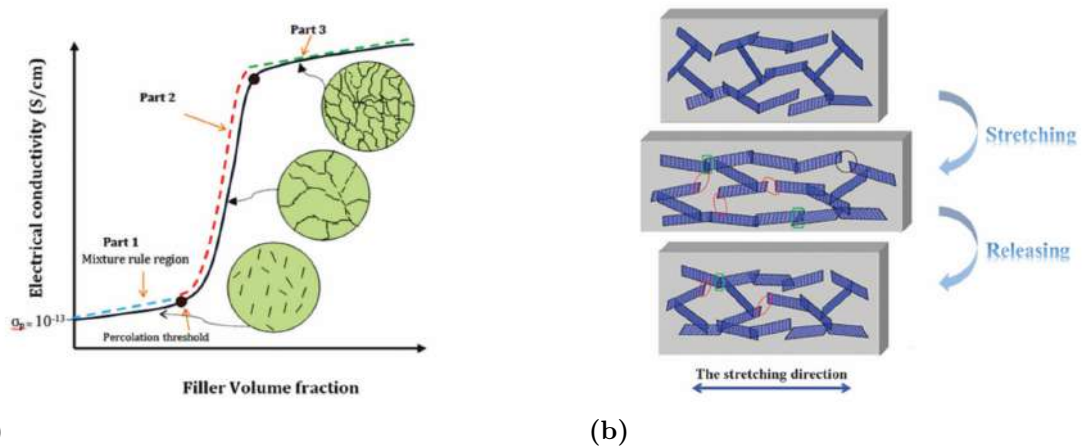 Part 3
Part 2
Part 1
Mixture rule region
Percolation threshold
Electrical conductivity (S/cm)
σp= 10-13
Filler Volume fraction
Stretching
Releasing
The stretching direction
(b)